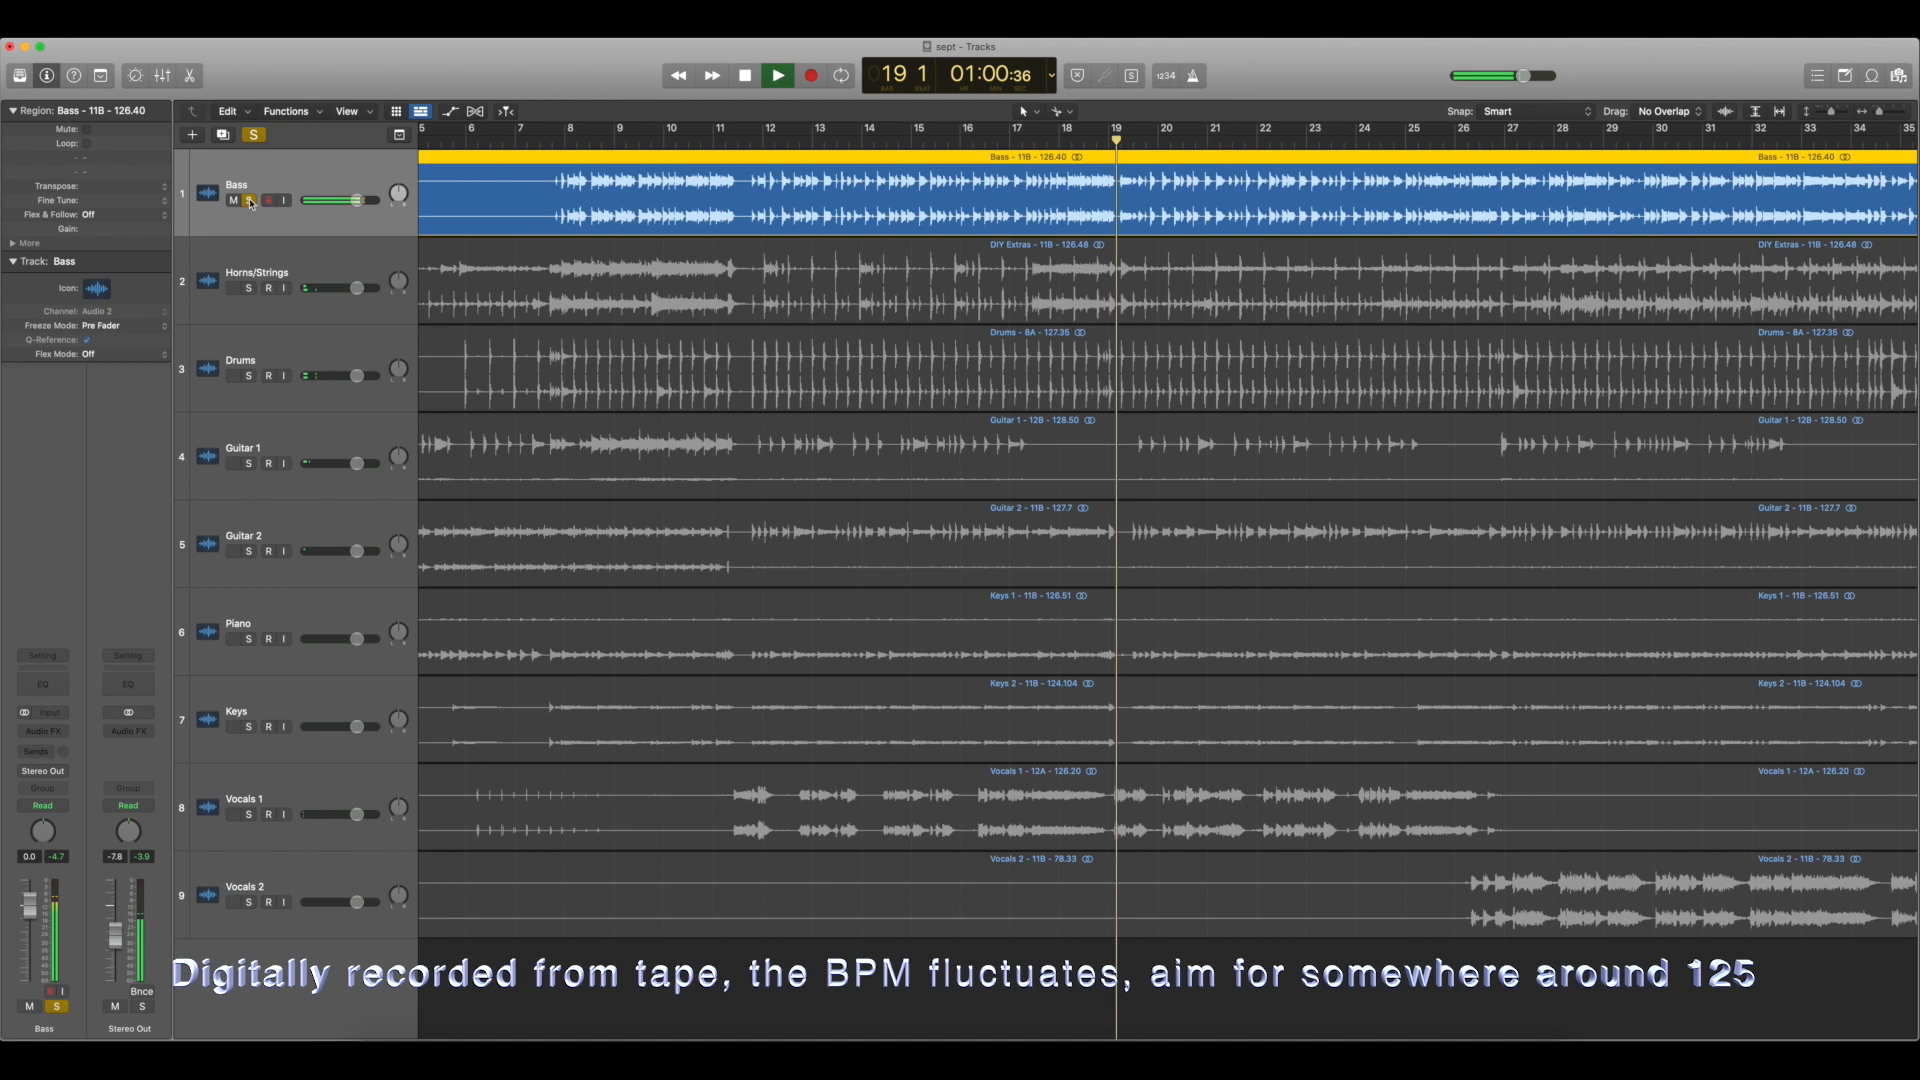 sept - Tracks
19 1 01:00:36
BAR BEAT HR MIN SEC
1234
Region: Bass - 11B - 126.40
Mute:
Loop:
Transpose:
Fine Tune:
Flex & Follow: Off
Gain:
More
Track: Bass
Icon:
Channel: Audio 2
Freeze Mode: Pre Fader
Q-Reference:
Flex Mode: Off
Edit Functions View
Snap: Smart Drag: No Overlap
S
5 6 7 8 9 10 11 12 13 14 15 16 17 18 19 20 21 22 23 24 25 26 27 28 29 30 31 32 33 34 35
Bass - 11B - 126.40 Bass - 11B - 126.40
1 Bass
M S R I
DIY Extras - 11B - 126.48 DIY Extras - 11B - 126.48
2 Horns/Strings
S R I
Drums - 8A - 127.35 Drums - 8A - 127.35
3 Drums
S R I
Guitar 1 - 12B - 128.50 Guitar 1 - 12B - 128.50
4 Guitar 1
S R I
Guitar 2 - 11B - 127.7 Guitar 2 - 11B - 127.7
5 Guitar 2
S R I
Keys 1 - 11B - 126.51 Keys 1 - 11B - 126.51
6 Piano
S R I
Keys 2 - 11B - 124.104 Keys 2 - 11B - 124.104
7 Keys
S R I
Vocals 1 - 12A - 126.20 Vocals 1 - 12A - 126.20
8 Vocals 1
S R I
Vocals 2 - 11B - 78.33 Vocals 2 - 11B - 78.33
9 Vocals 2
S R I
Setting Setting
EQ EQ
Input
Audio FX Audio FX
Sends
Stereo Out
Group Group
Read Read
0.0 -4.7 -7.8 -3.9
R I Bnce
M S M S
Bass Stereo Out
Digitally recorded from tape, the BPM fluctuates, aim for somewhere around 125